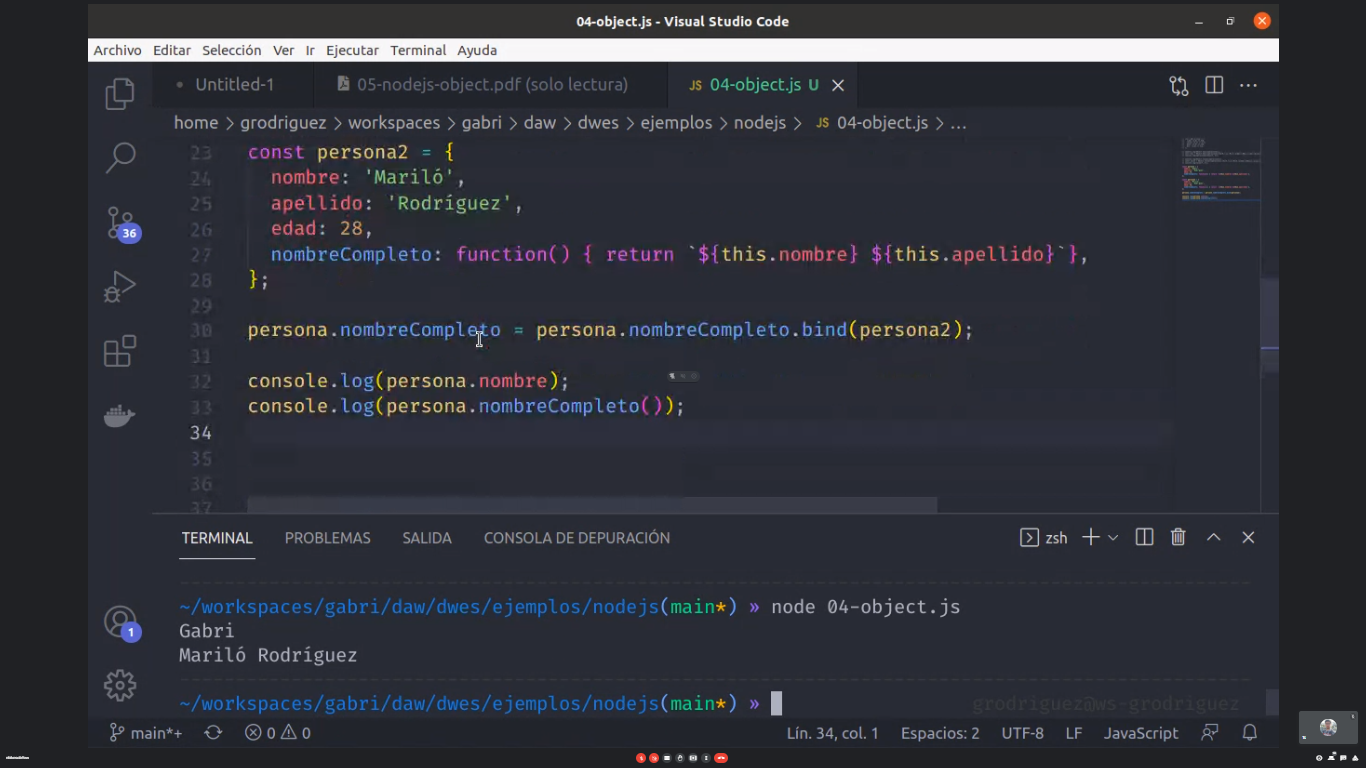 04-object.js - Visual Studio Code
Archivo Editar Selección Ver Ir Ejecutar Terminal Ayuda
Untitled-1 05-nodejs-object.pdf (solo lectura) JS 04-object.js U
home > grodriguez > workspaces > gabri > daw > dwes > ejemplos > nodejs > JS 04-object.js > ...
23 const persona2 = {
24 nombre: 'Mariló',
25 apellido: 'Rodríguez',
26 edad: 28,
27 nombreCompleto: function() { return `${this.nombre} ${this.apellido}`},
28 };
29
30 persona.nombreCompleto = persona.nombreCompleto.bind(persona2);
31
32 console.log(persona.nombre);
33 console.log(persona.nombreCompleto());
34
35
36
37
36
TERMINAL PROBLEMAS SALIDA CONSOLA DE DEPURACIÓN zsh
~/workspaces/gabri/daw/dwes/ejemplos/nodejs(main*) » node 04-object.js
Gabri
Mariló Rodríguez
1
~/workspaces/gabri/daw/dwes/ejemplos/nodejs(main*) » grodriguez@ws-grodriguez
main*+ 0 0 Lín. 34, col. 1 Espacios: 2 UTF-8 LF JavaScript